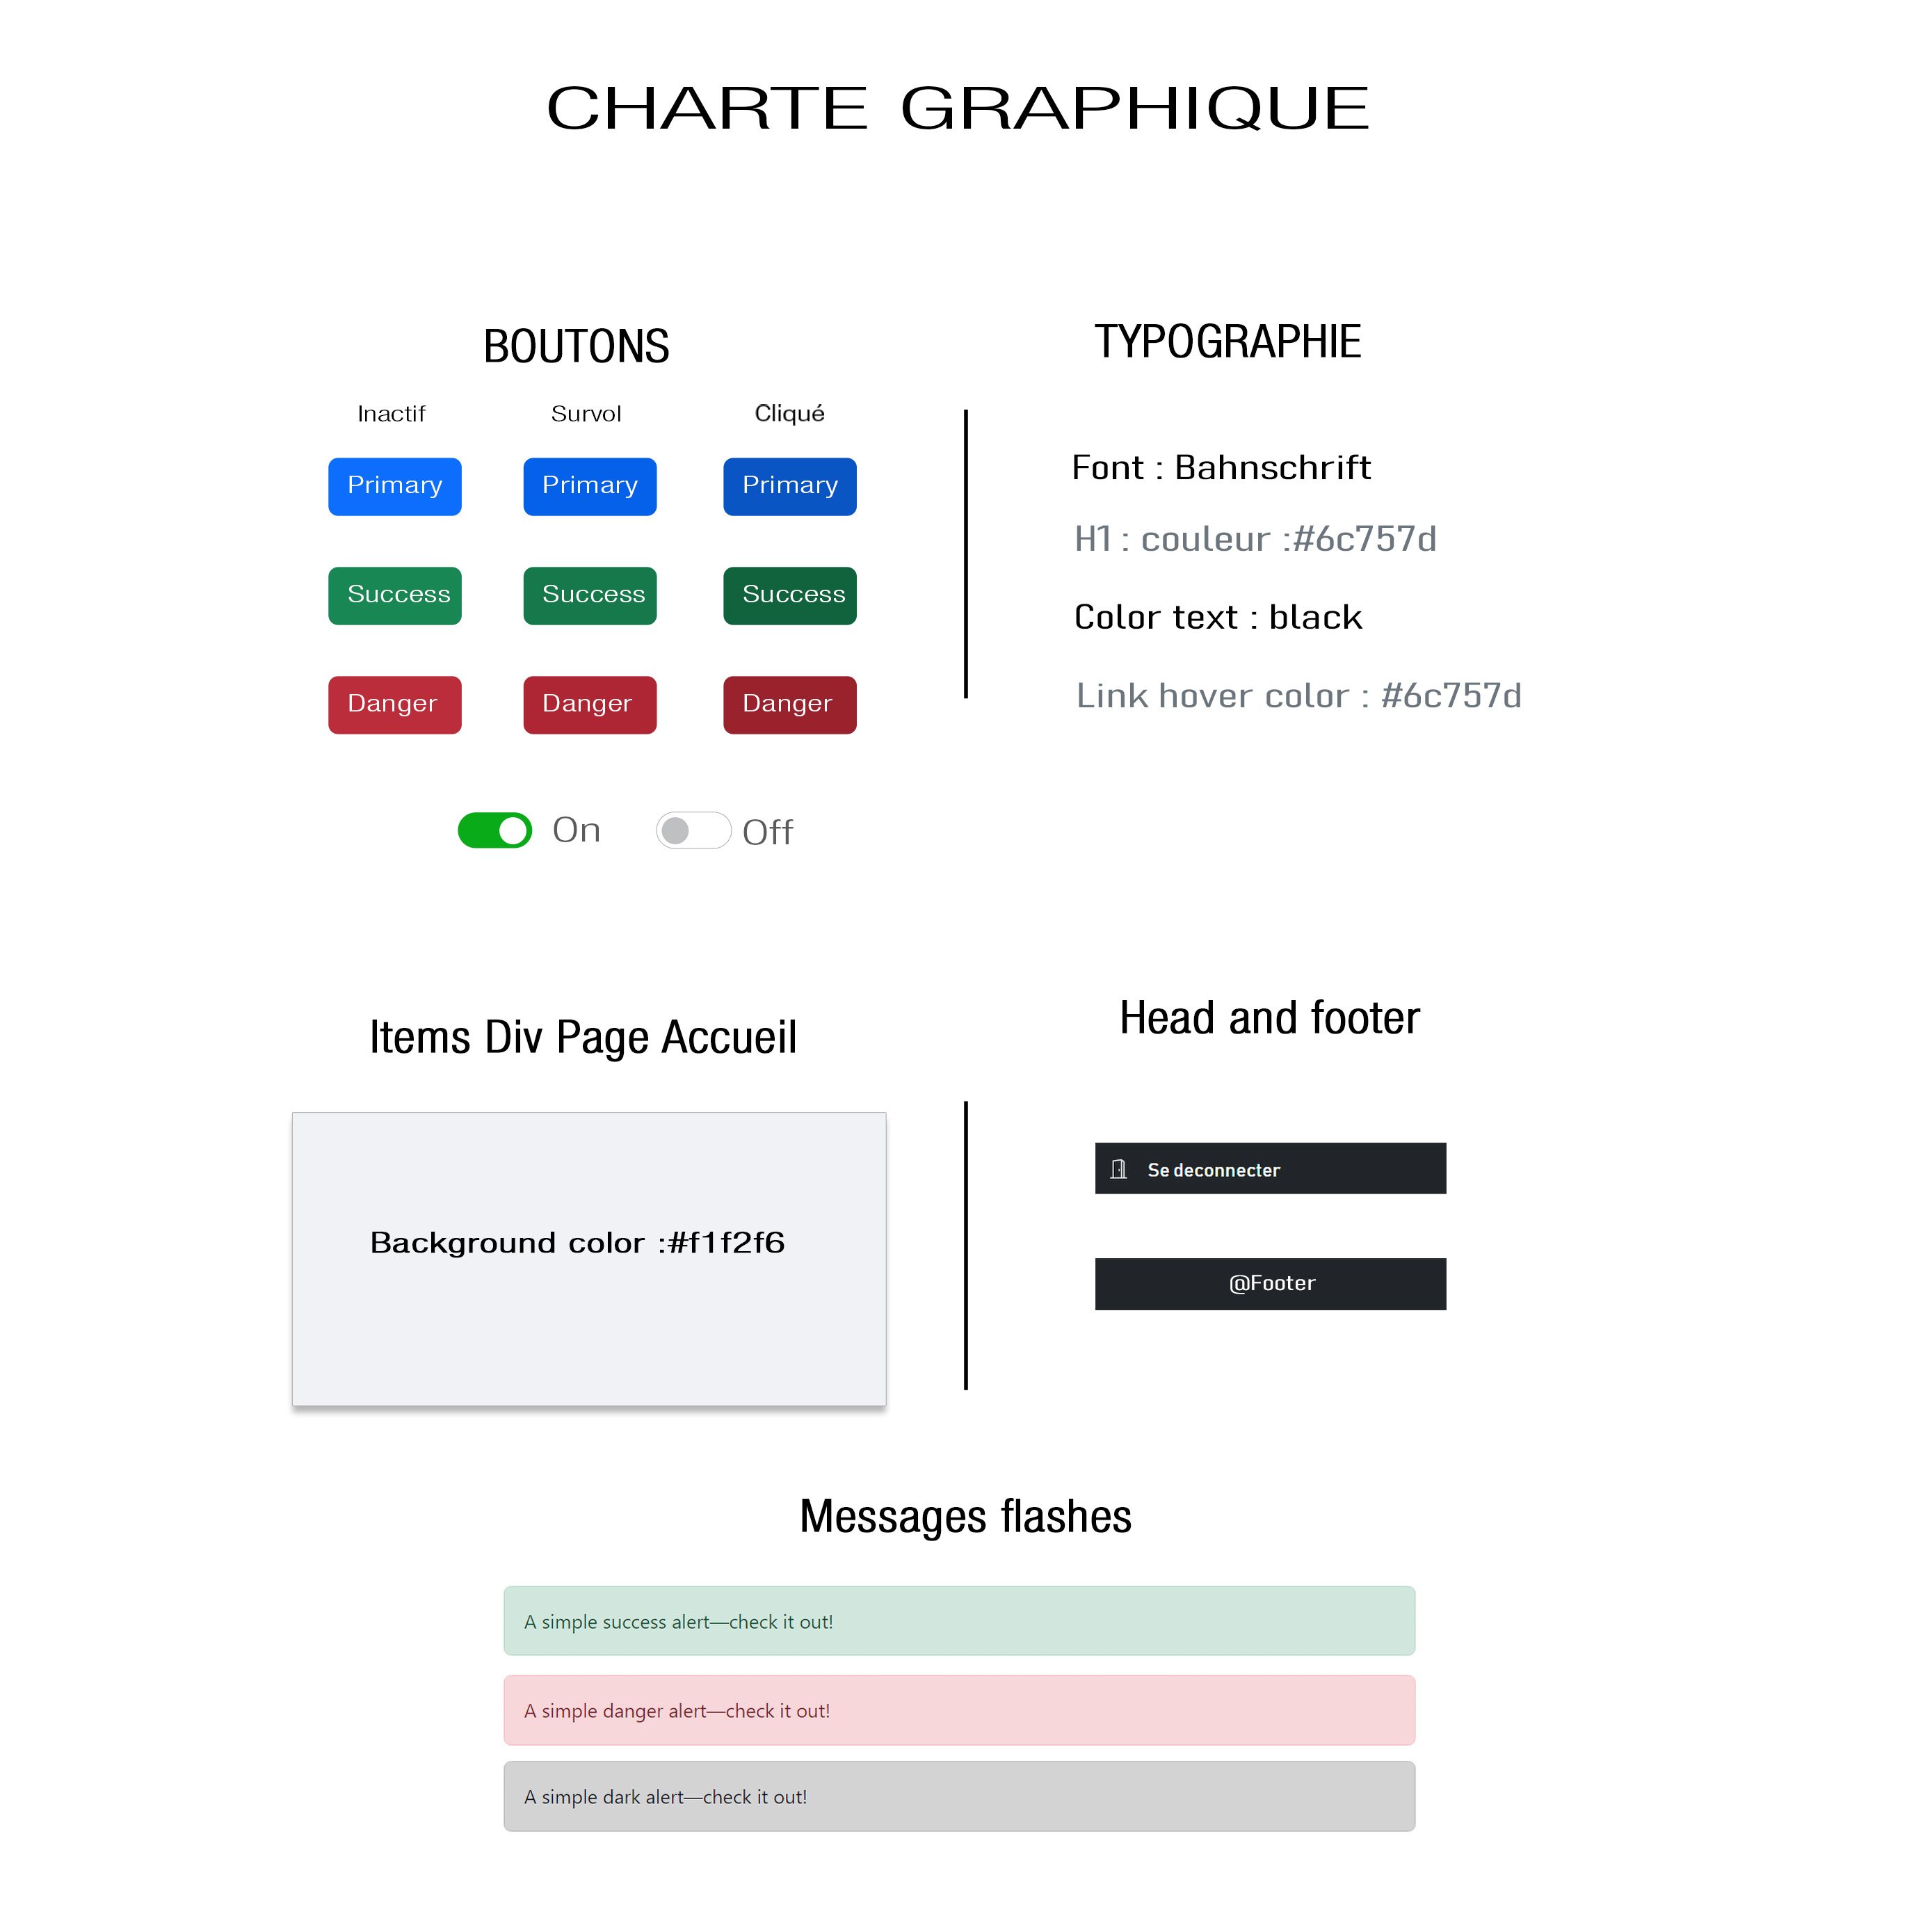 CHARTE GRAPHIQUE
BOUTONS
Inactif Survol Cliqué
Primary Primary Primary
Success Success Success
Danger Danger Danger
On Off
TYPOGRAPHIE
Font : Bahnschrift
H1 : couleur :#6c757d
Color text : black
Link hover color : #6c757d
Items Div Page Accueil
Background color :#f1f2f6
Head and footer
Se deconnecter
@Footer
Messages flashes
A simple success alert—check it out!
A simple danger alert—check it out!
A simple dark alert—check it out!